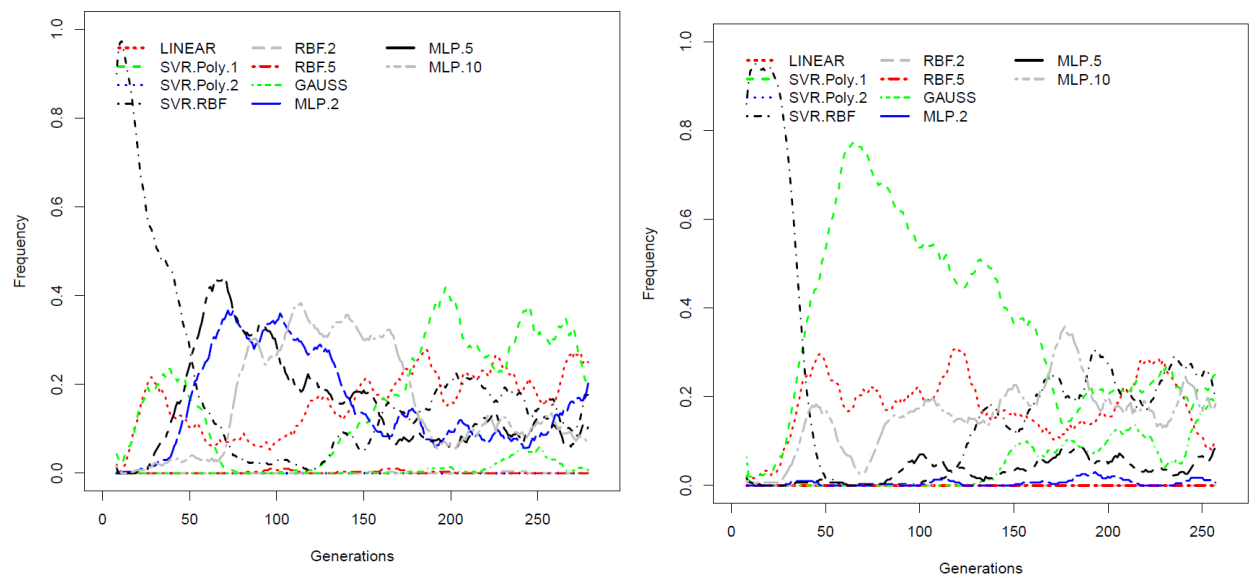 1.0
0.8
0.6
0.4
0.2
0.0
Frequency
LINEAR
SVR.Poly.1
SVR.Poly.2
SVR.RBF
RBF.2
RBF.5
GAUSS
MLP.2
MLP.5
MLP.10
0 50 100 150 200 250
Generations
1.0
0.8
0.6
0.4
0.2
0.0
Frequency
LINEAR
SVR.Poly.1
SVR.Poly.2
SVR.RBF
RBF.2
RBF.5
GAUSS
MLP.2
MLP.5
MLP.10
0 50 100 150 200 250
Generations